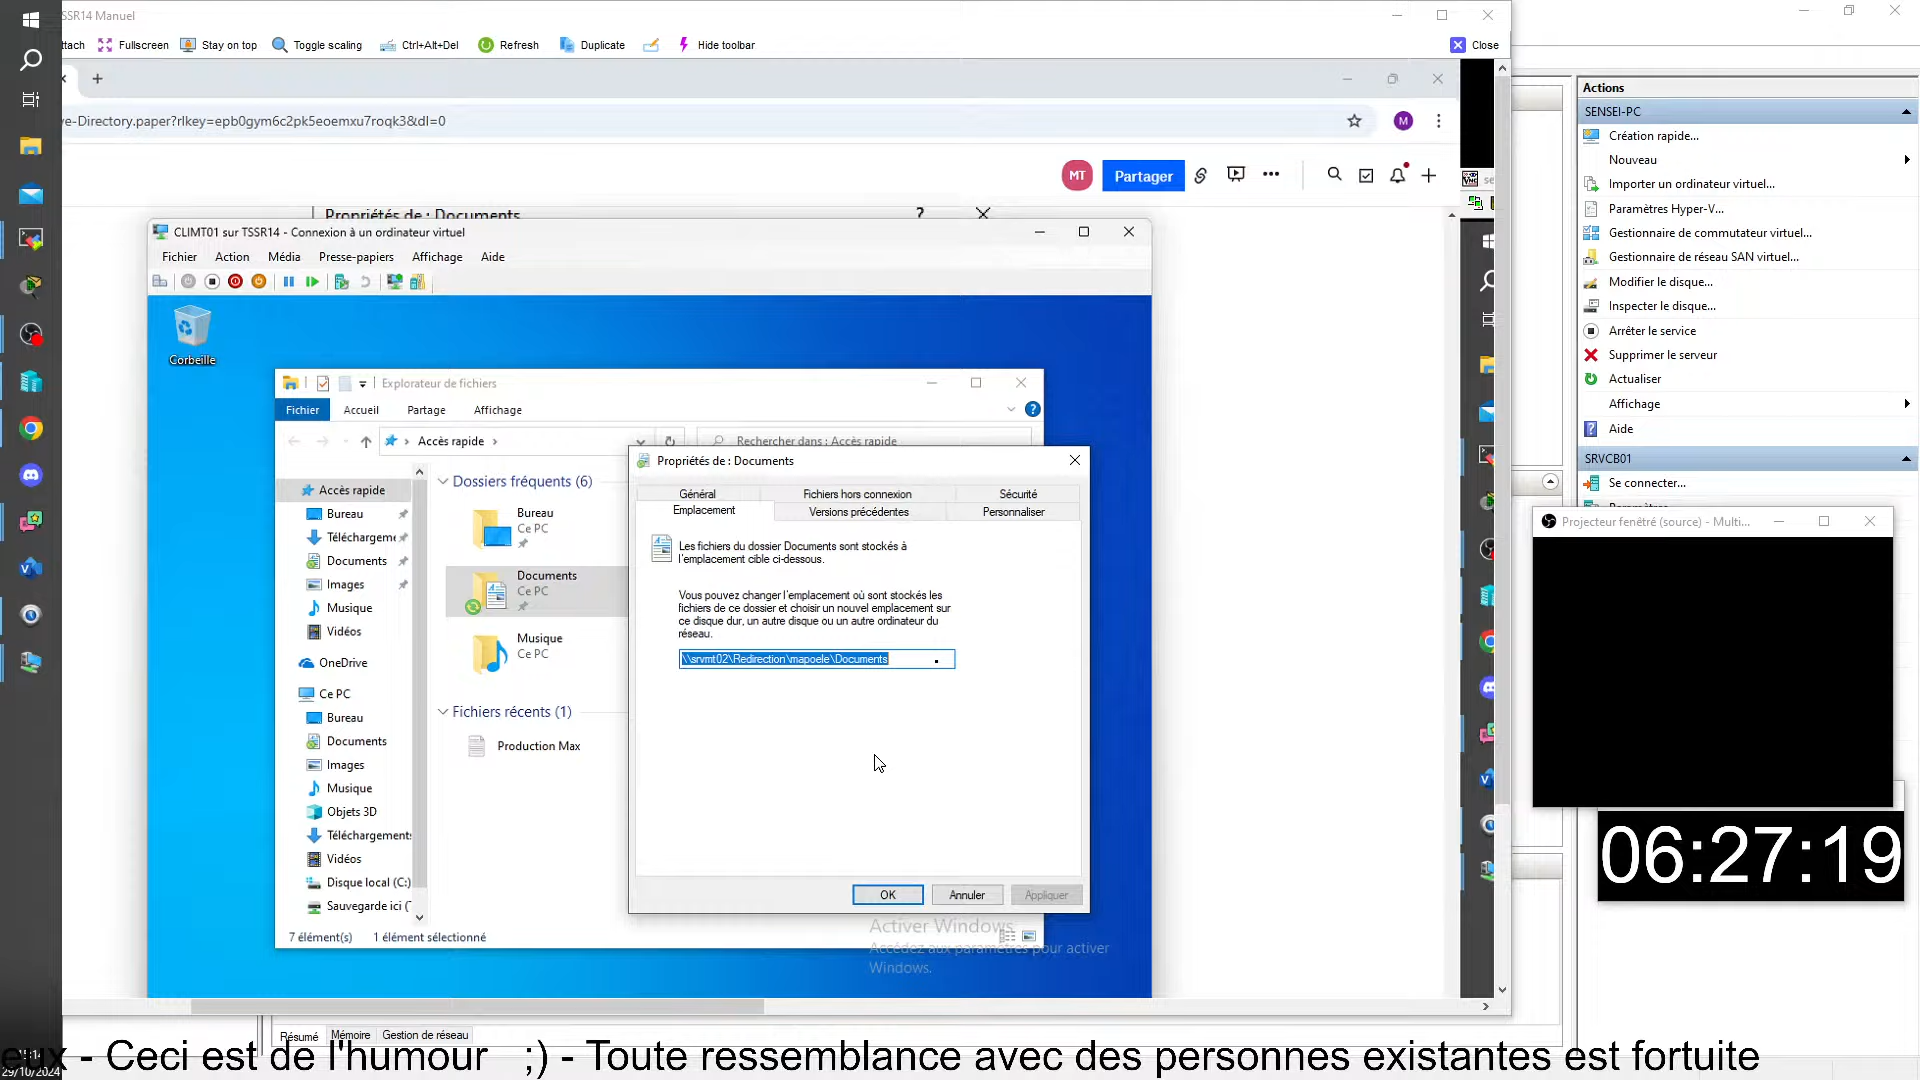 TSSR14 Manuel
ttach
Fullscreen
Stay on top
Toggle scaling
Ctrl+Alt+Del
Refresh
Duplicate
Hide toolbar
Close
ve-Directory.paper?rlkey=epb0gym6c2pk5eoemxu7roqk3&dl=0
M
MT
Partager
Propriétés de : Documents
CLIMT01 sur TSSR14 - Connexion à un ordinateur virtuel
Fichier Action Média Presse-papiers Affichage Aide
Corbeille
Explorateur de fichiers
Fichier Accueil Partage Affichage
Accès rapide
Rechercher dans : Accès rapide
Accès rapide
Bureau
Téléchargeme
Documents
Images
Musique
Vidéos
OneDrive
Ce PC
Bureau
Documents
Images
Musique
Objets 3D
Téléchargements
Vidéos
Disque local (C:)
Sauvegarde ici (
Dossiers fréquents (6)
Bureau
Ce PC
Documents
Ce PC
Musique
Ce PC
Fichiers récents (1)
Production Max
7 élément(s) 1 élément sélectionné
Propriétés de : Documents
Général Fichiers hors connexion Sécurité
Emplacement Versions précédentes Personnaliser
Les fichiers du dossier Documents sont stockés à
l'emplacement cible ci-dessous.
Vous pouvez changer l'emplacement où sont stockés les
fichiers de ce dossier et choisir un nouvel emplacement sur
ce disque dur, un autre disque ou un autre ordinateur du
réseau.
\\srvmt02\Redirection\mapoele\Documents
OK Annuler Appliquer
Activer Windows
Accédez aux paramètres pour activer
Windows.
Actions
SENSEI-PC
Création rapide...
Nouveau
Importer un ordinateur virtuel...
Paramètres Hyper-V...
Gestionnaire de commutateur virtuel...
Gestionnaire de réseau SAN virtuel...
Modifier le disque...
Inspecter le disque...
Arrêter le service
Supprimer le serveur
Actualiser
Affichage
Aide
SRVCB01
Se connecter...
Projecteur fenêtré (source) - Multi...
06:27:19
Résumé Mémoire Gestion de réseau
eux - Ceci est de l'humour ;) - Toute ressemblance avec des personnes existantes est fortuite
15:14
29/10/2024